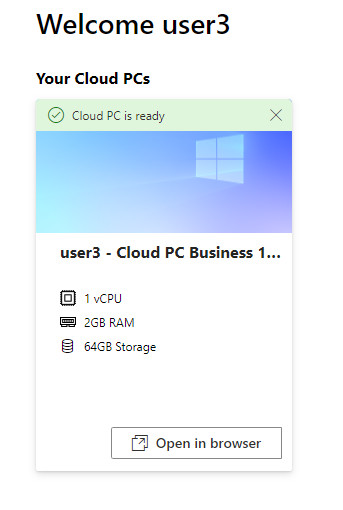 Welcome user3
Your Cloud PCs
Cloud PC is ready
user3 - Cloud PC Business 1...
1 vCPU
2GB RAM
64GB Storage
Open in browser